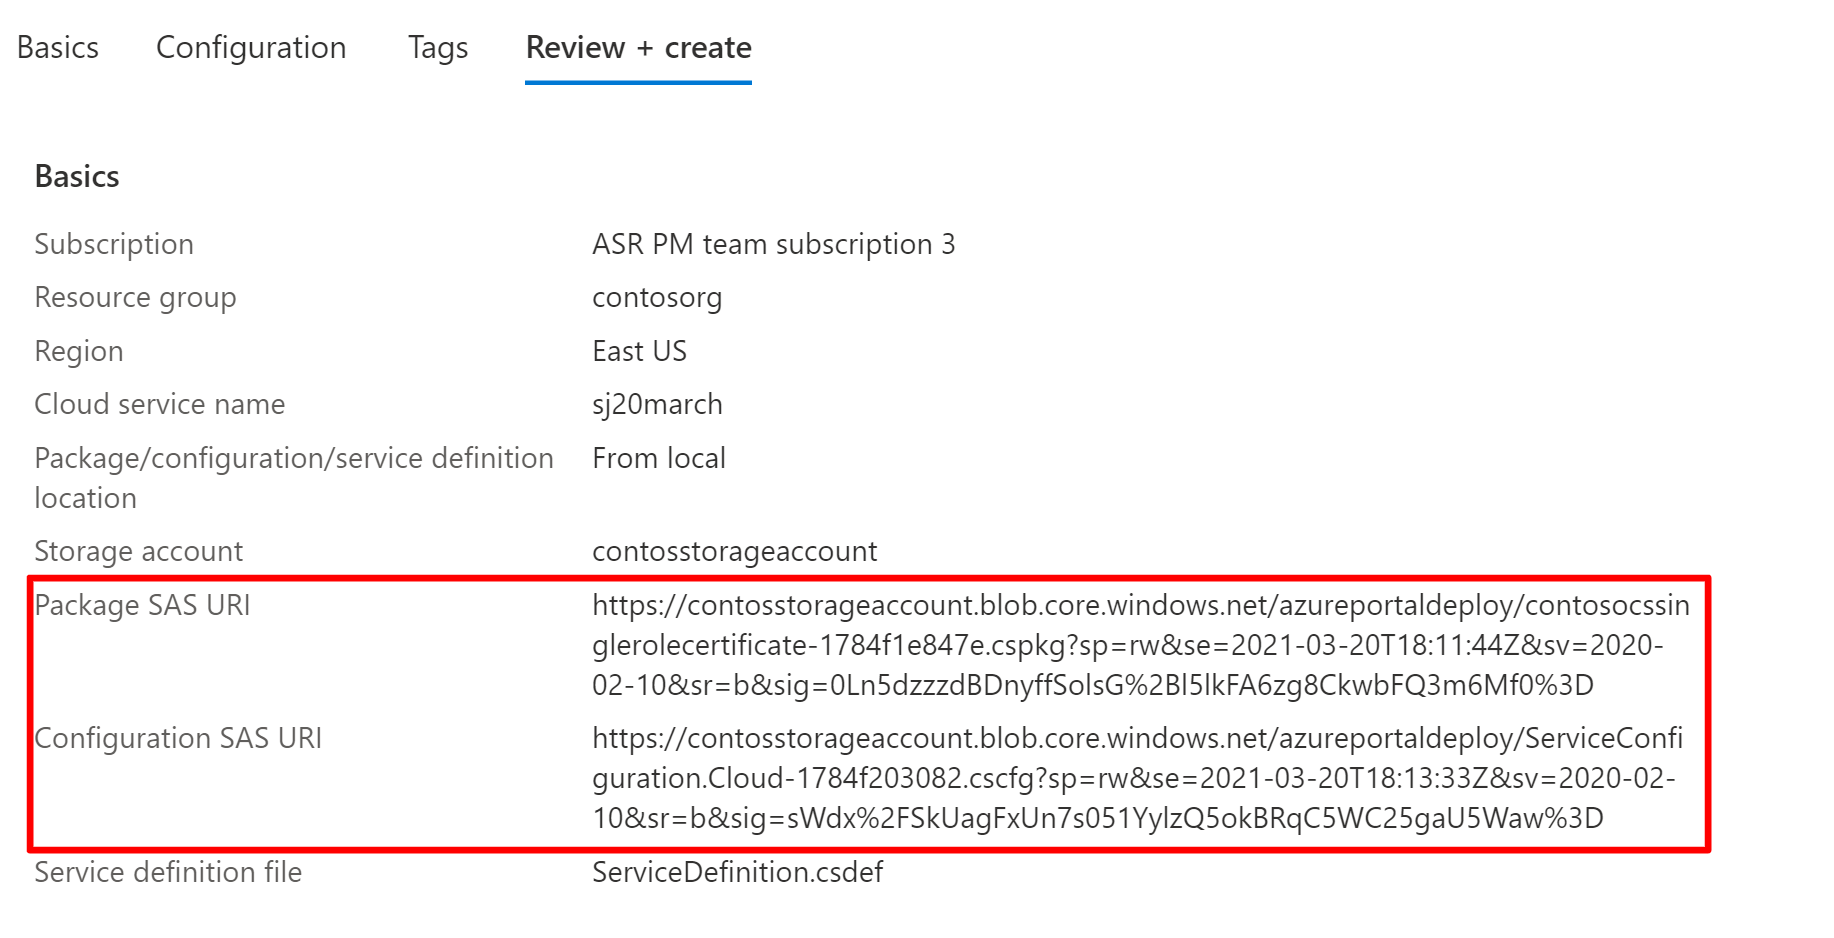 Basics Configuration Tags Review + create
Basics
Subscription ASR PM team subscription 3
Resource group contosorg
Region East US
Cloud service name sj20march
Package/configuration/service definition From local
location
Storage account contosstorageaccount
Package SAS URI https://contosstorageaccount.blob.core.windows.net/azureportaldeploy/contosocssin
glerolecertificate-1784f1e847e.cspkg?sp=rw&se=2021-03-20T18:11:44Z&sv=2020-
02-10&sr=b&sig=0Ln5dzzzdBDnyffSolsG%2Bl5lkFA6zg8CkwbFQ3m6Mf0%3D
Configuration SAS URI https://contosstorageaccount.blob.core.windows.net/azureportaldeploy/ServiceConfi
guration.Cloud-1784f203082.cscfg?sp=rw&se=2021-03-20T18:13:33Z&sv=2020-02-
10&sr=b&sig=sWdx%2FSkUagFxUn7s051YylzQ5okBRqC5WC25gaU5Waw%3D
Service definition file ServiceDefinition.csdef